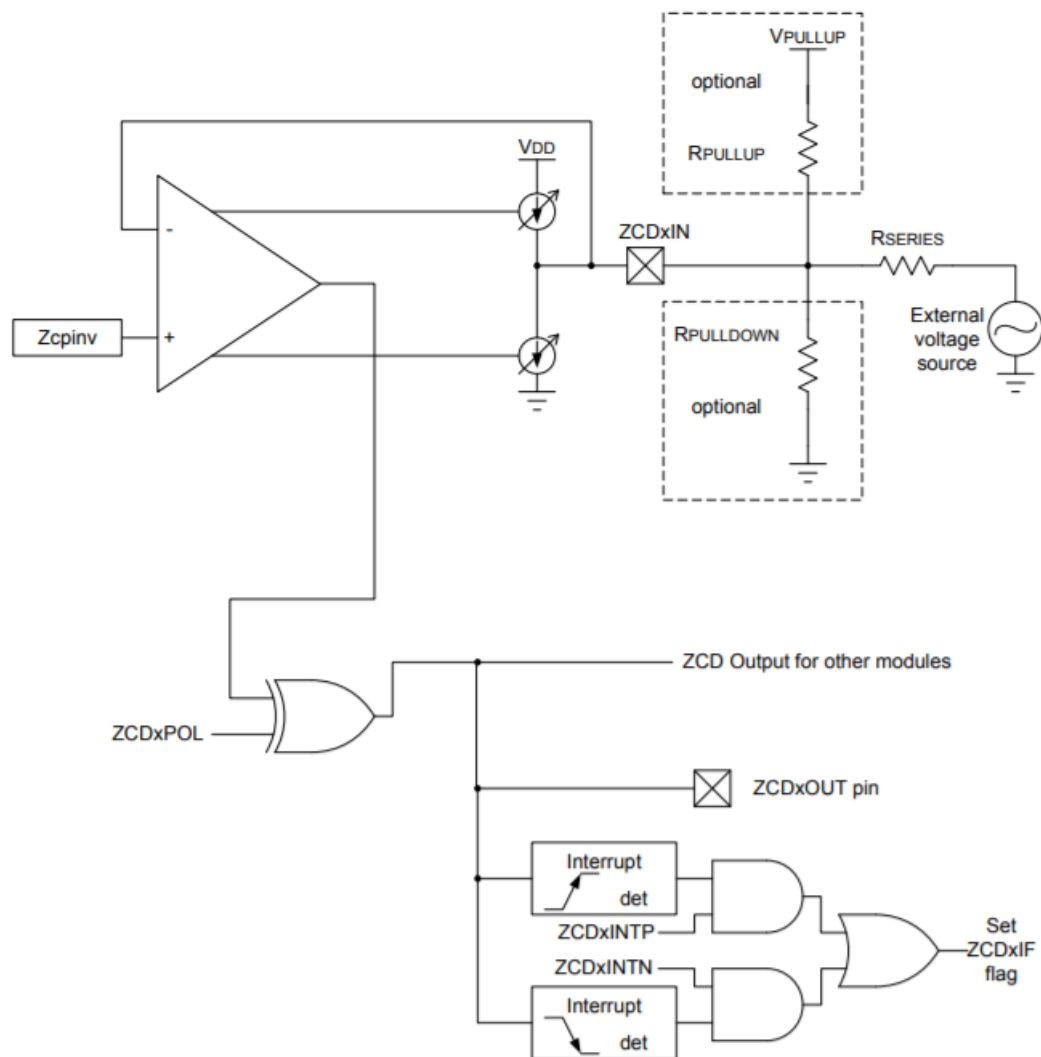 VPULLUP
optional
RPULLUP
VDD
ZCDxIN
RSERIES
-
Zcpinv
+
RPULLDOWN
External
voltage
source
optional
ZCD Output for other modules
ZCDxPOL
ZCDxOUT pin
Interrupt
det
ZCDxINTP
Set
ZCDxIF
flag
ZCDxINTN
Interrupt
det